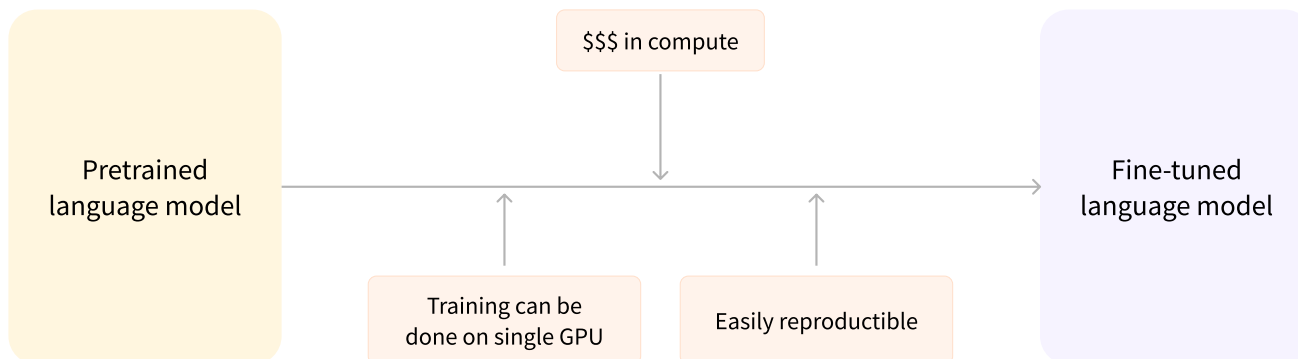 $$$ in compute
Pretrained
language model
Fine-tuned
language model
Training can be
done on single GPU
Easily reproductible